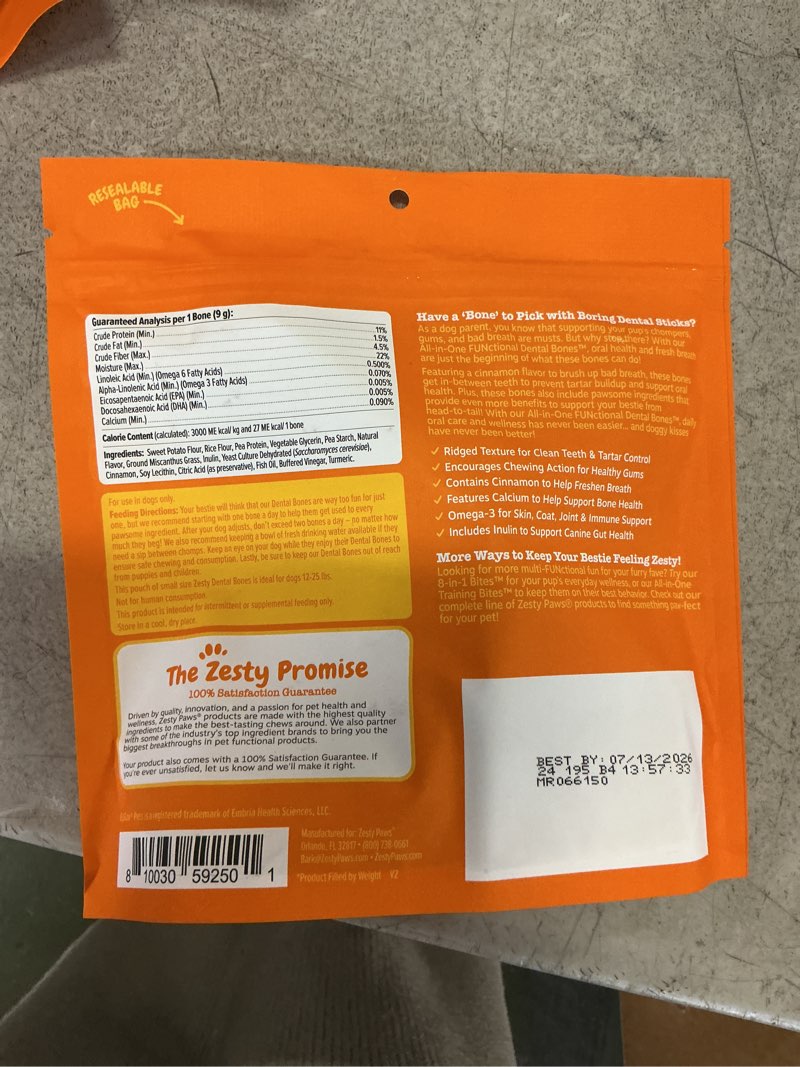 RESEALABLE
BAG
Guaranteed Analysis per 1 Bone (9 g):
Crude Protein (Min.) 11%
Crude Fat (Min.) 1.5%
Crude Fiber (Max.) 4.5%
Moisture (Max.) 22%
Linoleic Acid (Min.) (Omega 6 Fatty Acids) 0.500%
Alpha-Linolenic Acid (Min.) (Omega 3 Fatty Acids) 0.070%
Eicosapentaenoic Acid (EPA) (Min.) 0.005%
Docosahexaenoic Acid (DHA) (Min.) 0.005%
Calcium (Min.) 0.090%
Calorie Content (calculated): 3000 ME kcal/ kg and 27 ME kcal/ 1 bone
Ingredients: Sweet Potato Flour, Rice Flour, Pea Protein, Vegetable Glycerin, Pea Starch, Natural
Flavor, Ground Miscanthus Grass, Inulin, Yeast Culture Dehydrated (Saccharomyces cerevisiae),
Cinnamon, Soy Lecithin, Citric Acid (as preservative), Fish Oil, Buffered Vinegar, Turmeric.
For use in dogs only.
Feeding Directions: Your bestie will think that our Dental Bones are way too fun for just
one, but we recommend starting with one bone a day to help them get used to every
pawsome ingredient. After your dog adjusts, don't exceed two bones a day – no matter how
much they beg! We also recommend keeping a bowl of fresh drinking water available if they
need a sip between chomps. Keep an eye on your dog while they enjoy their Dental Bones to
ensure safe chewing and consumption. Lastly, be sure to keep our Dental Bones out of reach
from puppies and children.
This pouch of small size Zesty Dental Bones is ideal for dogs 12-25 lbs.
Not for human consumption.
This product is intended for intermittent or supplemental feeding only.
Store in a cool, dry place.
The Zesty Promise
100% Satisfaction Guarantee
Driven by quality, innovation, and a passion for pet health and
wellness, Zesty Paws® products are made with the highest quality
ingredients to make the best-tasting chews around. We also partner
with some of the industry's top ingredient brands to bring you the
biggest breakthroughs in pet functional products.
Your product also comes with a 100% Satisfaction Guarantee. If
you're ever unsatisfied, let us know and we'll make it right.
registered trademark of Embria Health Sciences, LLC.
8 10030 59250 1
Manufactured for: Zesty Paws®
Orlando, FL 32817 • (800) 738-0661
Bark@ZestyPaws.com • ZestyPaws.com
*Product Filled by Weight V2
Have a 'Bone' to Pick with Boring Dental Sticks?
As a dog parent, you know that supporting your pup's chompers,
gums, and bad breath are musts. But why stop there? With our
All-in-One FUNctional Dental Bones™, oral health and fresh breath
are just the beginning of what these bones can do!
Featuring a cinnamon flavor to brush up bad breath, these bones
get in-between teeth to prevent tartar buildup and support oral
health. Plus, these bones also include pawsome ingredients that
provide even more benefits to support your bestie from
head-to-tail! With our All-in-One FUNctional Dental Bones™, daily
oral care and wellness has never been easier... and doggy kisses
have never been better!
✓ Ridged Texture for Clean Teeth & Tartar Control
✓ Encourages Chewing Action for Healthy Gums
✓ Contains Cinnamon to Help Freshen Breath
✓ Features Calcium to Help Support Bone Health
✓ Omega-3 for Skin, Coat, Joint & Immune Support
✓ Includes Inulin to Support Canine Gut Health
More Ways to Keep Your Bestie Feeling Zesty!
Looking for more multi-FUNctional fun for your furry fave? Try our
8-in-1 Bites™ for your pup's everyday wellness, or our All-in-One
Training Bites™ to keep them on their best behavior. Check out our
complete line of Zesty Paws® products to find something paw-fect
for your pet!
BEST BY: 07/13/2026
24 195 B4 13:57:33
MR066150